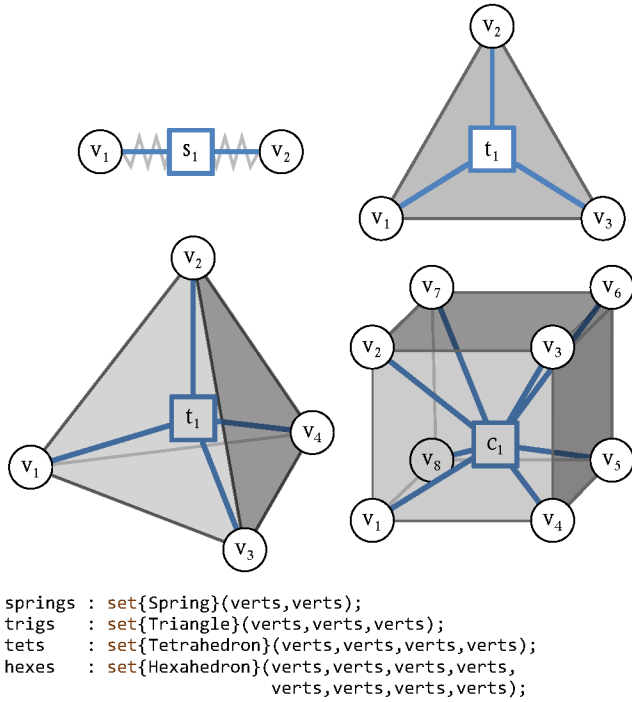 v₂
v₁ s₁ v₂
t₁
v₁ v₃
v₂
t₁
v₁ v₄
v₃
v₇ v₆
v₂ v₃
c₁
v₈ v₅
v₁ v₄
springs : set{Spring}(verts,verts);
trigs : set{Triangle}(verts,verts,verts);
tets : set{Tetrahedron}(verts,verts,verts,verts);
hexes : set{Hexahedron}(verts,verts,verts,verts,
verts,verts,verts,verts);